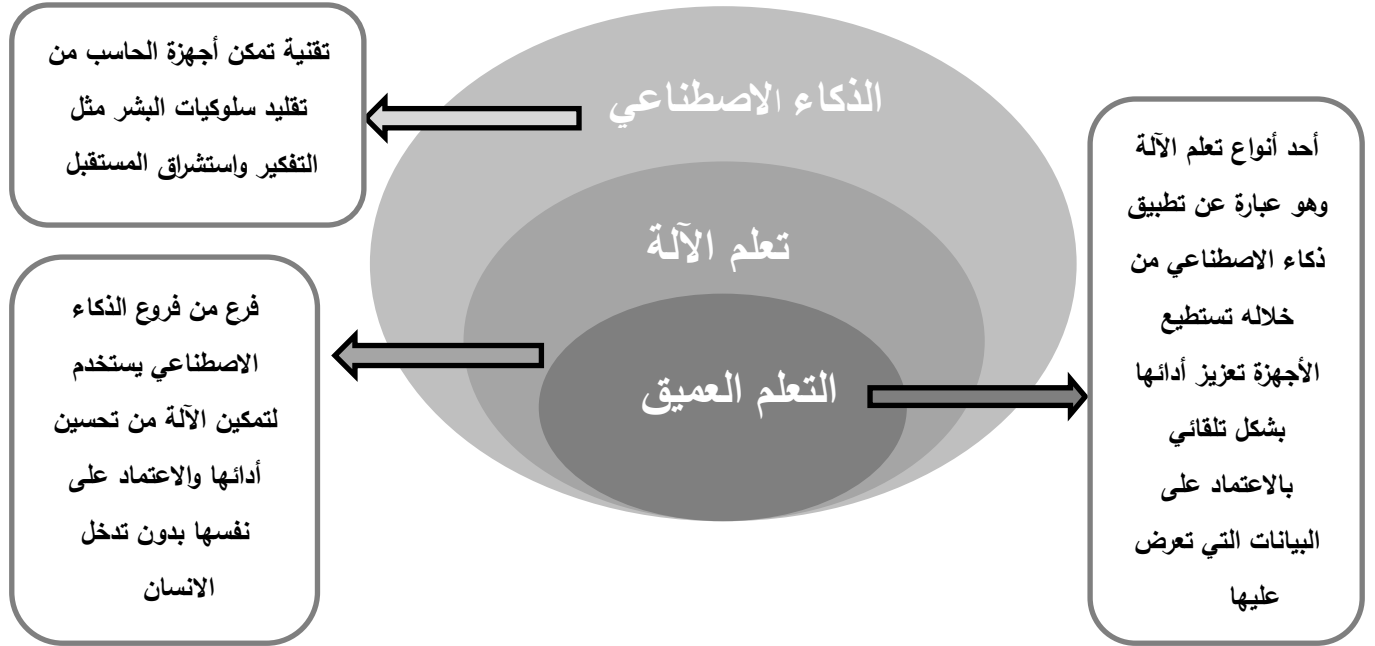 تقنية تمكن أجهزة الحاسب من
تقليد سلوكيات البشر مثل
التفكير واستشراق المستقبل
الذكاء الاصطناعي
تعلم الآلة
التعلم العميق
فرع من فروع الذكاء
الاصطناعي يستخدم
لتمكين الآلة من تحسين
أدائها والاعتماد على
نفسها بدون تدخل
الانسان
أحد أنواع تعلم الآلة
وهو عبارة عن تطبيق
ذكاء الاصطناعي من
خلاله تستطيع
الأجهزة تعزيز أدائها
بشكل تلقائي
بالاعتماد على
البيانات التي تعرض
عليها